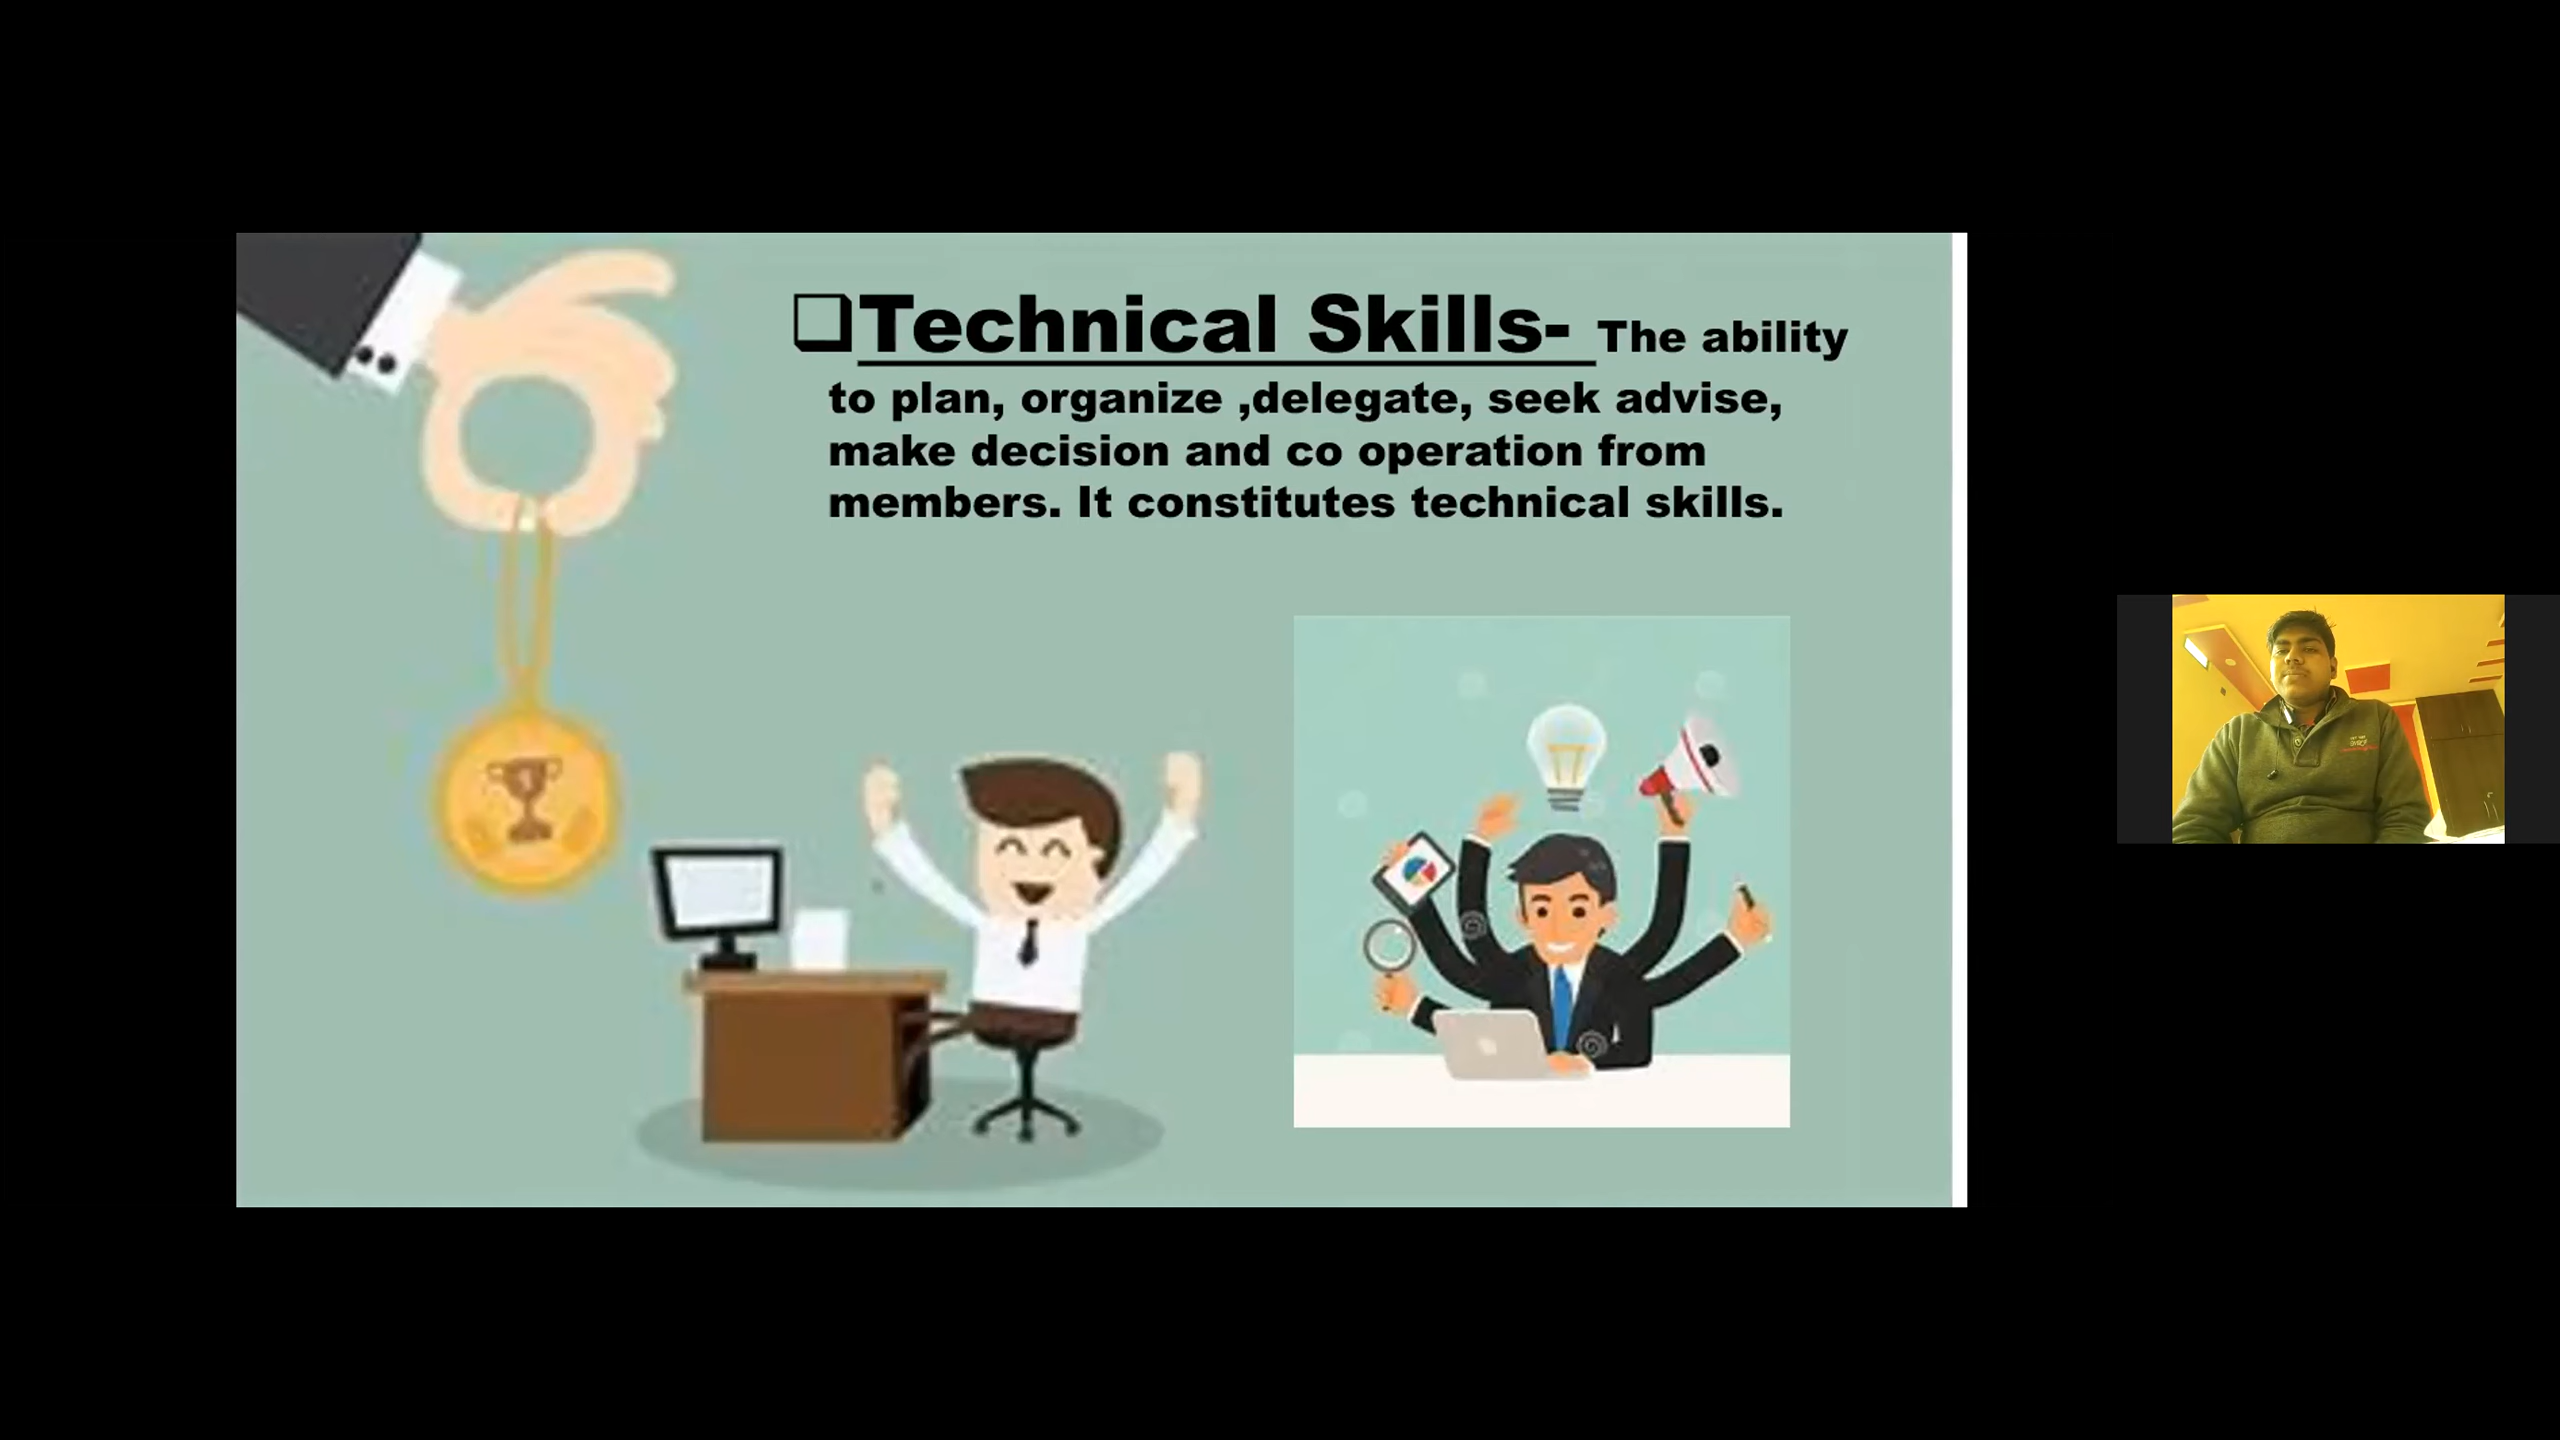 ❑Technical Skills- The ability
to plan, organize ,delegate, seek advise,
make decision and co operation from
members. It constitutes technical skills.